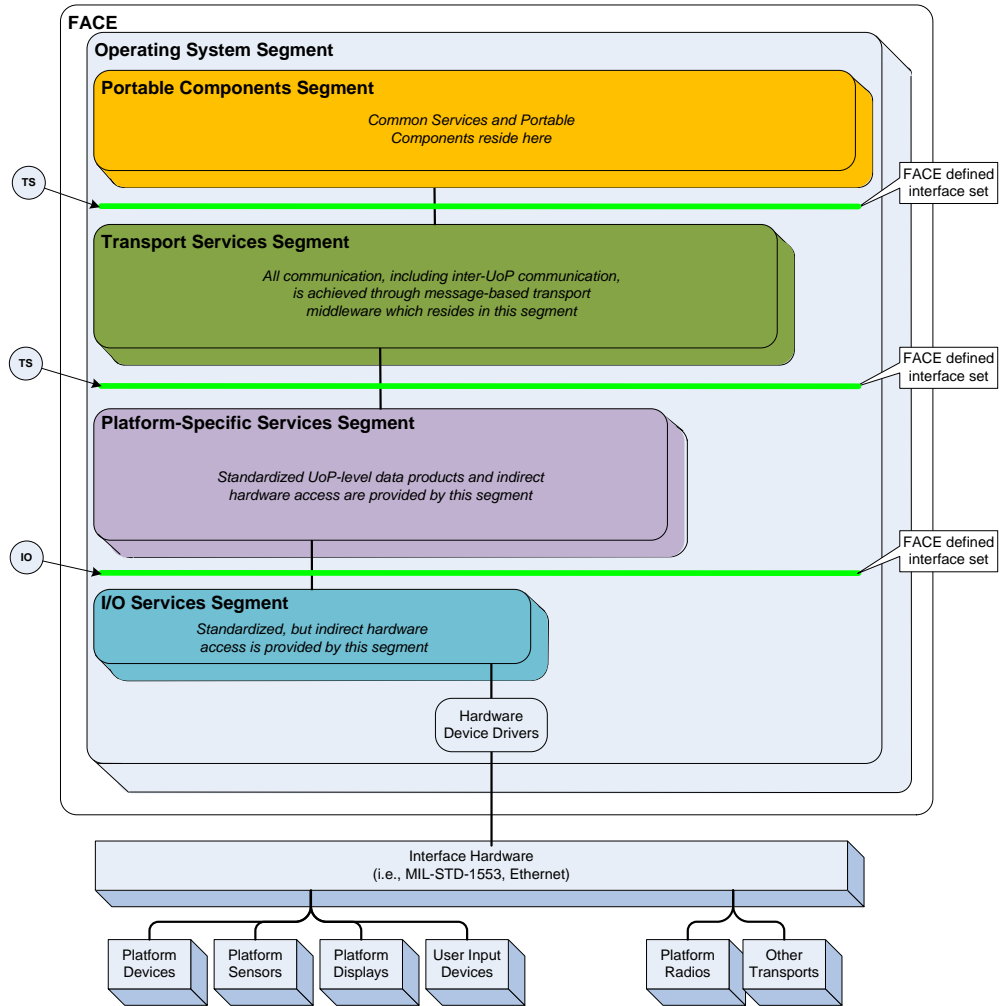 FACE
Operating System Segment
Portable Components Segment
Common Services and Portable
Components reside here
TS
FACE defined
interface set
Transport Services Segment
All communication, including inter-UoP communication,
is achieved through message-based transport
middleware which resides in this segment
TS
FACE defined
interface set
Platform-Specific Services Segment
Standardized UoP-level data products and indirect
hardware access are provided by this segment
IO
FACE defined
interface set
I/O Services Segment
Standardized, but indirect hardware
access is provided by this segment
Hardware
Device Drivers
Interface Hardware
(i.e., MIL-STD-1553, Ethernet)
Platform
Devices
Platform
Sensors
Platform
Displays
User Input
Devices
Platform
Radios
Other
Transports